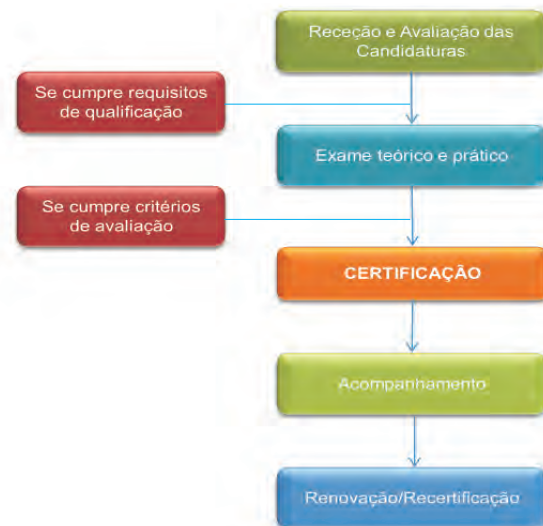 Receção e Avaliação das
Candidaturas
Se cumpre requisitos
de qualificação
Exame teórico e prático
Se cumpre critérios
de avaliação
CERTIFICAÇÃO
Acompanhamento
Renovação/Recertificação